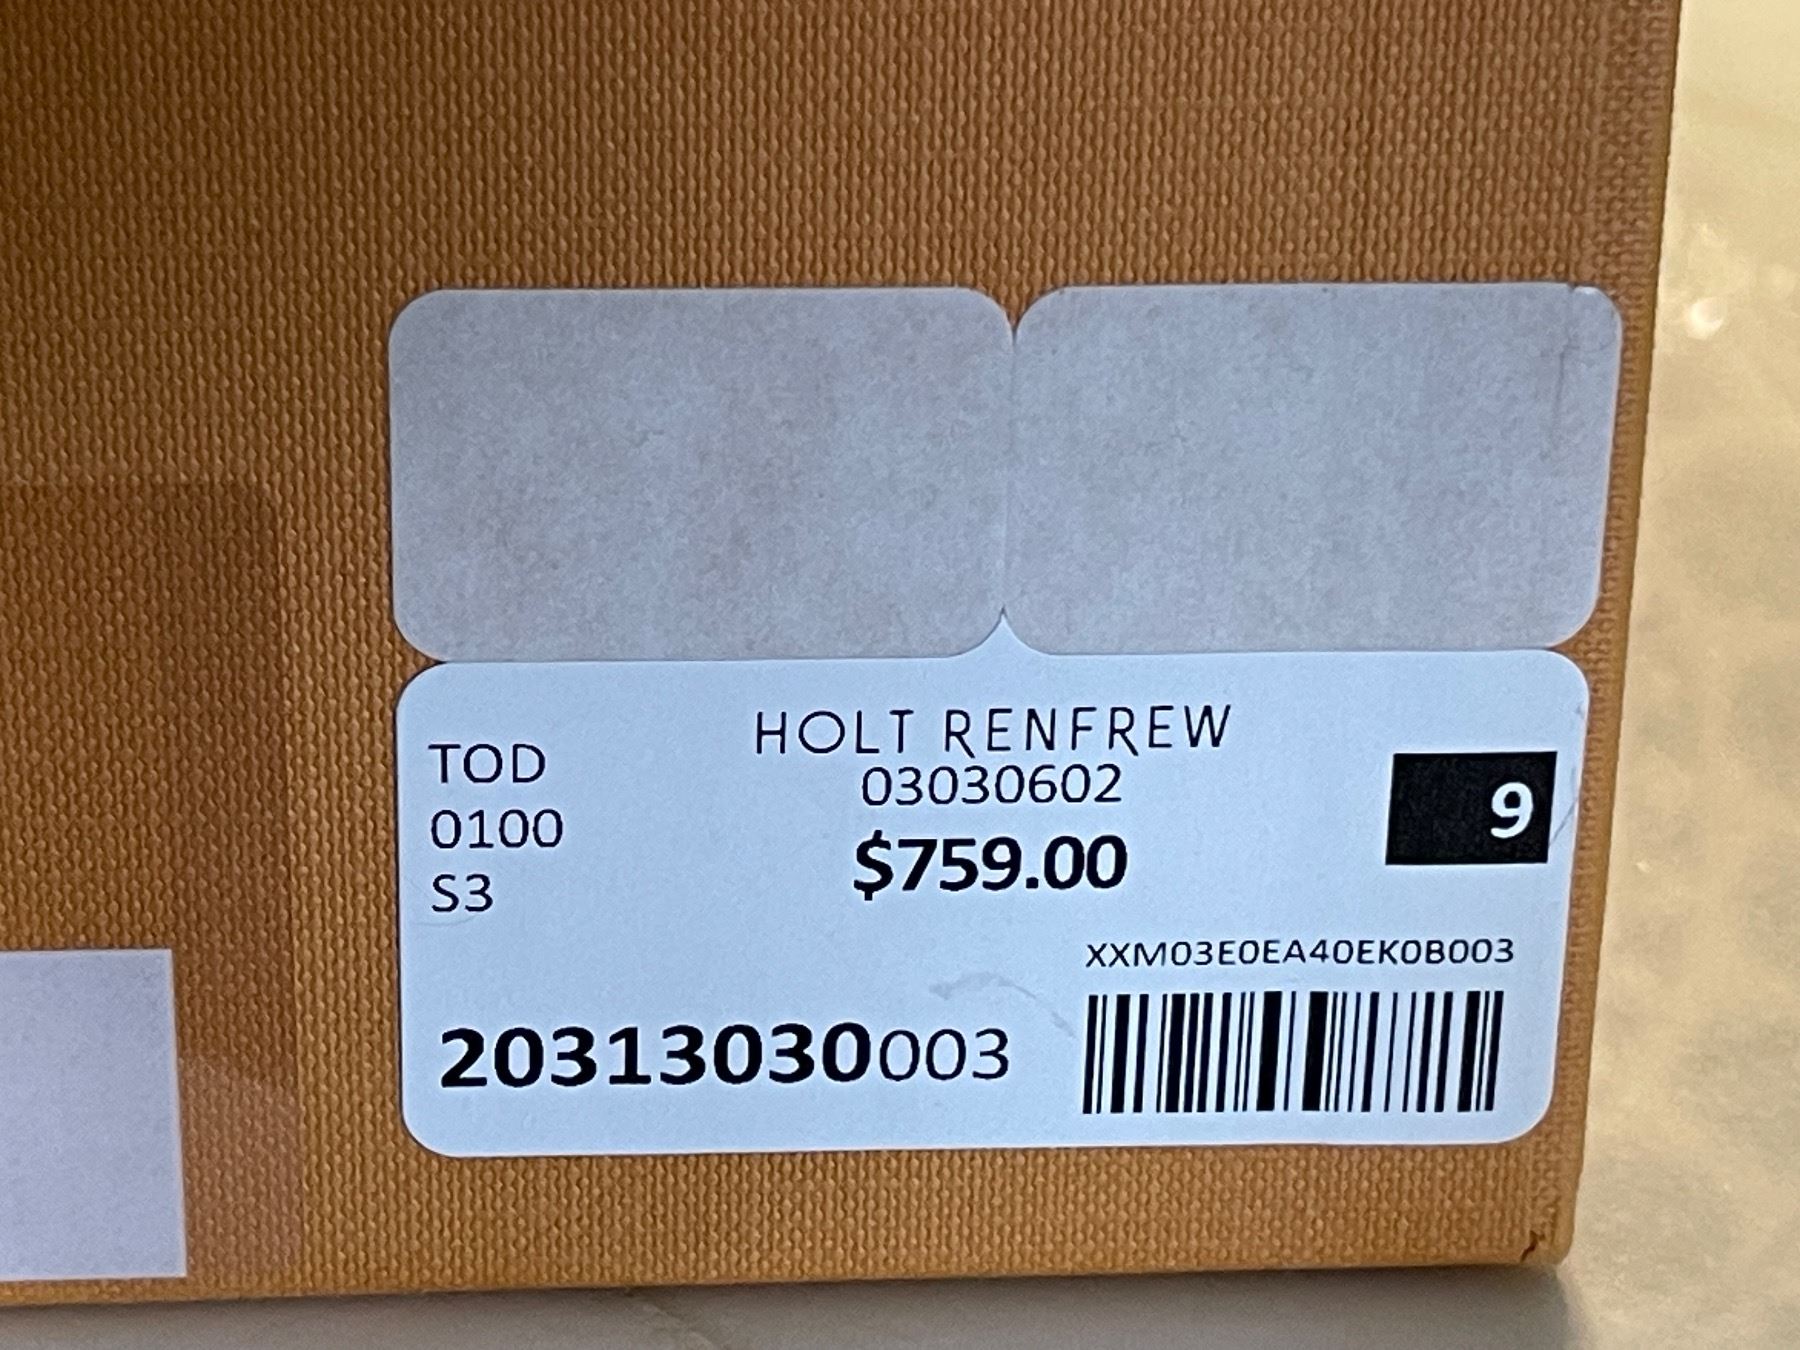 HOLT RENFREW
TOD
03030602
9
0100
$759.00
S3
XXM03E0EA40EK0B003
20313030003